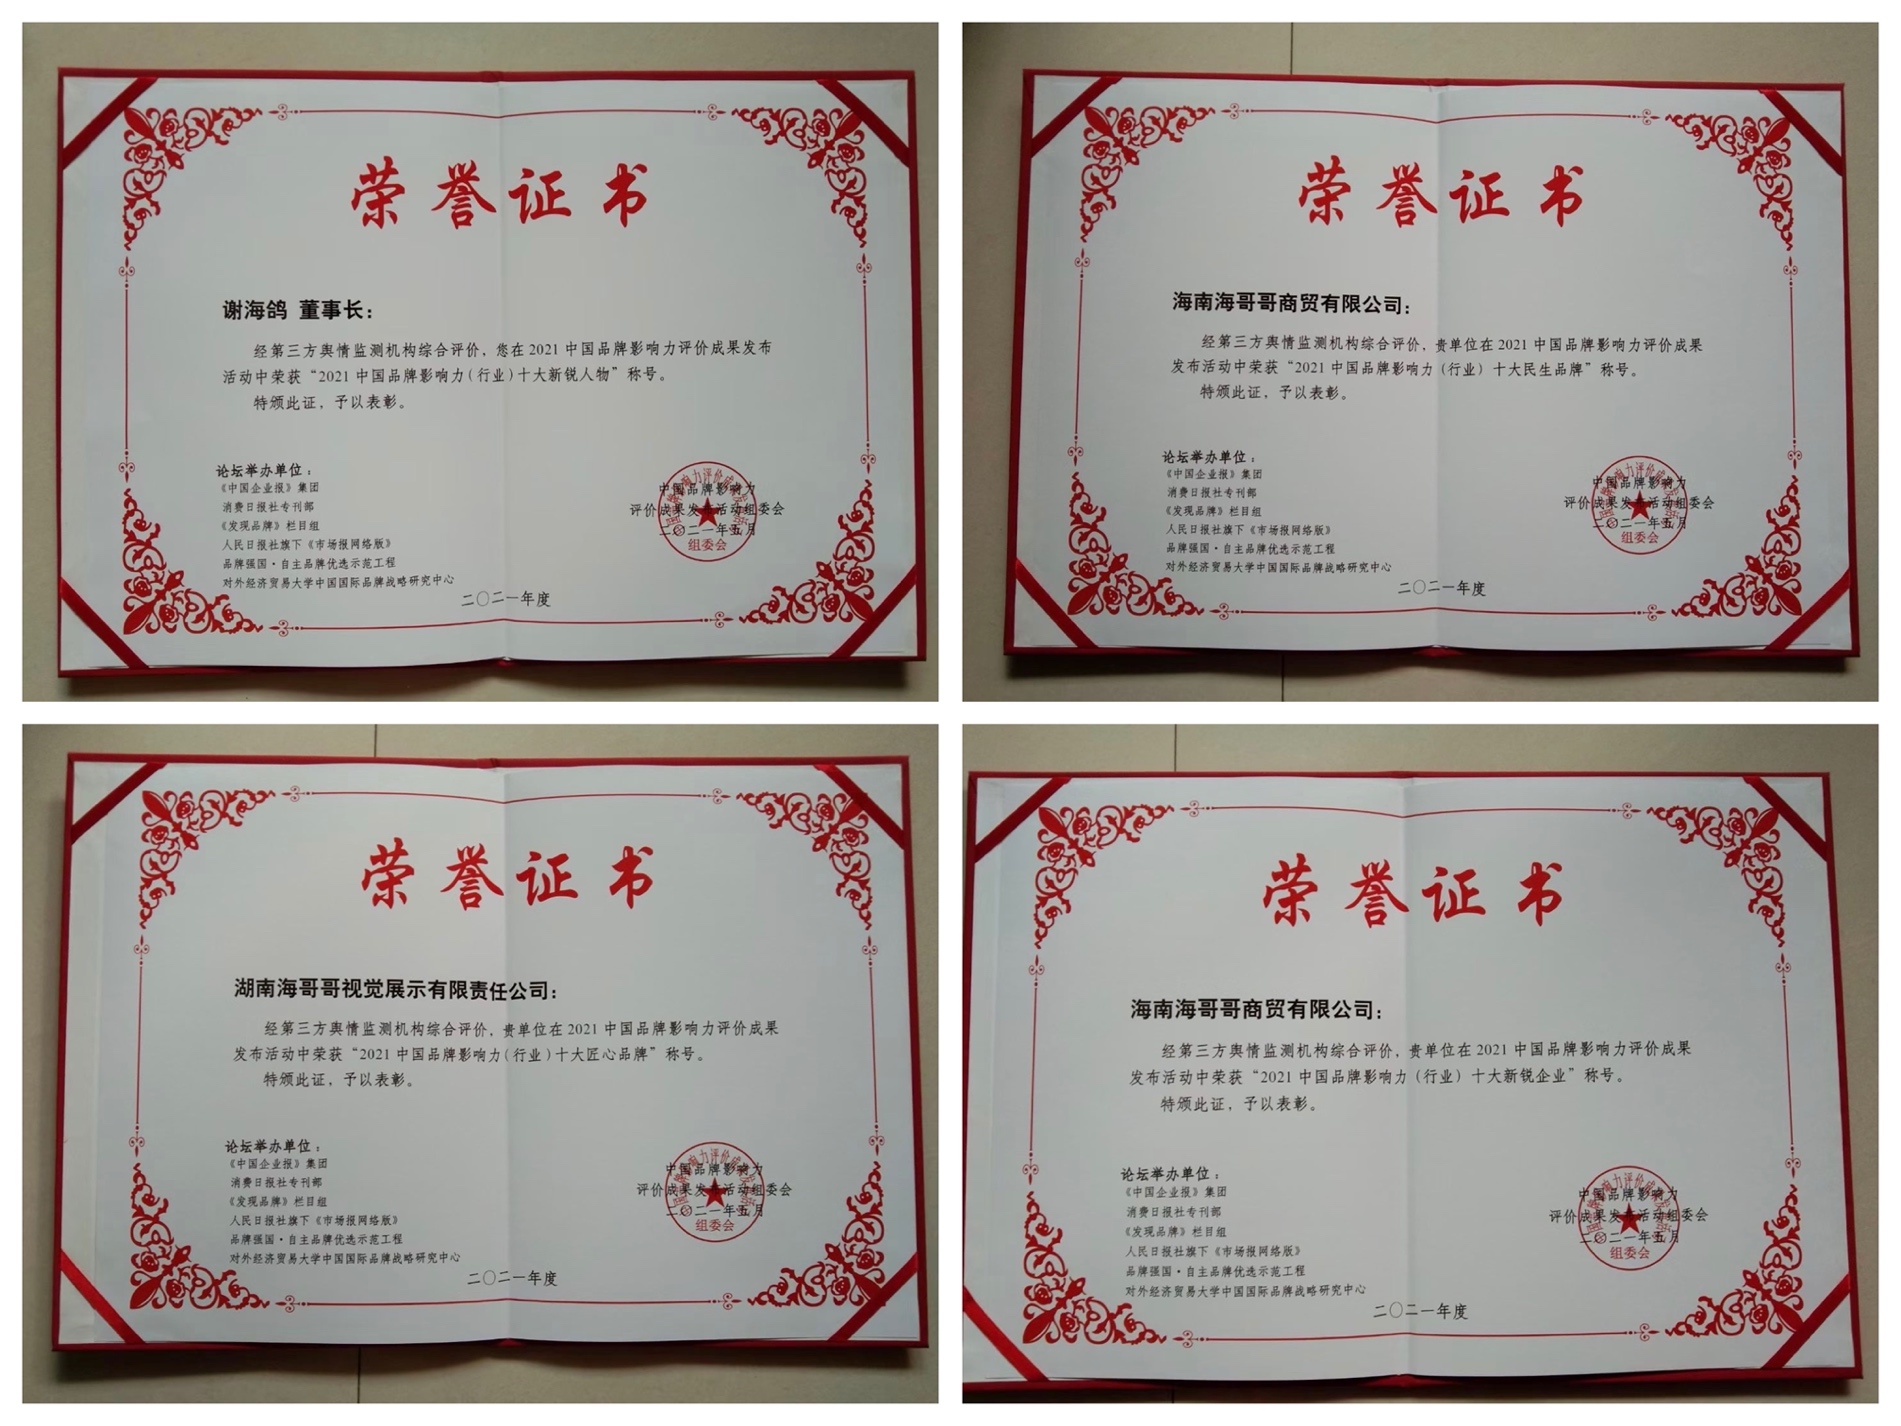 荣誉证书
谢海鸽 董事长：
经第三方舆情监测机构综合评价，您在2021中国品牌影响力评价成果发布
活动中荣获“2021中国品牌影响力（行业）十大新锐人物”称号。
特颁此证，予以表彰。
论坛举办单位：
《中国企业报》集团
消费日报社专刊部
《发现品牌》栏目组
人民日报社旗下《市场报网络版》
品牌强国·自主品牌优选示范工程
对外经济贸易大学中国国际品牌战略研究中心
中国品牌影响力
评价成果发布活动组委会
二〇二一年五月
组委会
二〇二一年度
荣誉证书
海南海哥哥商贸有限公司：
经第三方舆情监测机构综合评价，贵单位在2021中国品牌影响力评价成果
发布活动中荣获“2021中国品牌影响力（行业）十大民生品牌”称号。
特颁此证，予以表彰。
论坛举办单位：
《中国企业报》集团
消费日报社专刊部
《发现品牌》栏目组
人民日报社旗下《市场报网络版》
品牌强国·自主品牌优选示范工程
对外经济贸易大学中国国际品牌战略研究中心
中国品牌影响力
评价成果发布活动组委会
二〇二一年五月
组委会
二〇二一年度
荣誉证书
湖南海哥哥视觉展示有限责任公司：
经第三方舆情监测机构综合评价，贵单位在2021中国品牌影响力评价成果
发布活动中荣获“2021中国品牌影响力（行业）十大匠心品牌”称号。
特颁此证，予以表彰。
论坛举办单位：
《中国企业报》集团
消费日报社专刊部
《发现品牌》栏目组
人民日报社旗下《市场报网络版》
品牌强国·自主品牌优选示范工程
对外经济贸易大学中国国际品牌战略研究中心
中国品牌影响力
评价成果发布活动组委会
二〇二一年五月
组委会
二〇二一年度
荣誉证书
海南海哥哥商贸有限公司：
经第三方舆情监测机构综合评价，贵单位在2021中国品牌影响力评价成果
发布活动中荣获“2021中国品牌影响力（行业）十大新锐企业”称号。
特颁此证，予以表彰。
论坛举办单位：
《中国企业报》集团
消费日报社专刊部
《发现品牌》栏目组
人民日报社旗下《市场报网络版》
品牌强国·自主品牌优选示范工程
对外经济贸易大学中国国际品牌战略研究中心
中国品牌影响力
评价成果发布活动组委会
二〇二一年五月
组委会
二〇二一年度